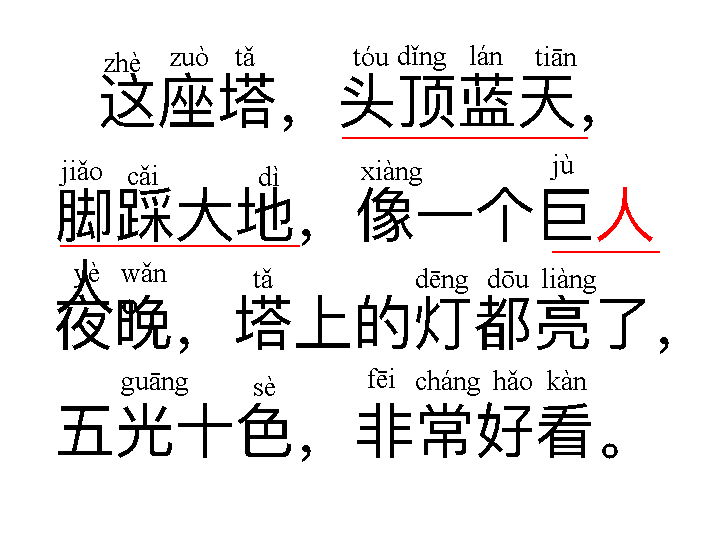 zhè zuò tǎ tóu dǐng lán tiān
这座塔，头顶蓝天，
jiǎo cǎi dì xiàng jù
脚踩大地，像一个巨人
人。
yè wǎn tǎ dēng dōu liàng
夜晚，塔上的灯都亮了，
guāng sè fēi cháng hǎo kàn
五光十色，非常好看。